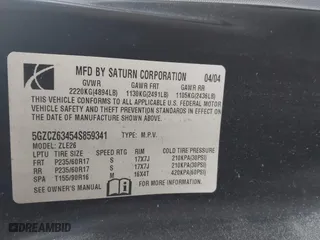 MFD BY SATURN CORPORATION 04/04
GVWR GAWR FRT GAWR RR
2220KG(4894LB) 1130KG(2491LB) 1105KG(2436LB)
THIS VEHICLE CONFORMS TO ALL APPLICABLE U.S. FEDERAL MOTOR
VEHICLE SAFETY AND THEFT PREVENTION STANDARDS IN EFFECT
ON THE DATE OF MANUFACTURE SHOWN ABOVE.
5GZCZ63454S859341 TYPE: M.P.V.
MODEL: ZLE26
LPTU TIRE SIZE SPEED RTG RIM COLD TIRE PRESSURE
FRT P235/60R17 S 17X7J 210KPA(30PSI)
RR P235/60R17 S 17X7J 210KPA(30PSI)
SPA T155/90R16 M 16X4T 420KPA(60PSI)
SEE OWNER'S MANUAL FOR MORE INFORMATION